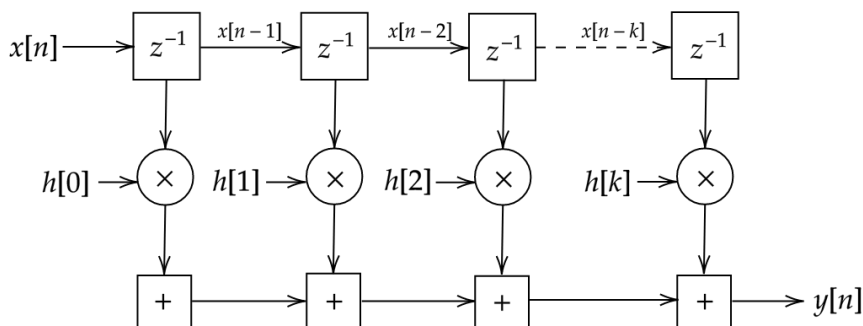 x[n] z⁻¹ x[n−1] z⁻¹ x[n−2] z⁻¹ x[n−k] z⁻¹
h[0] × h[1] × h[2] × h[k] ×
+ + + + y[n]